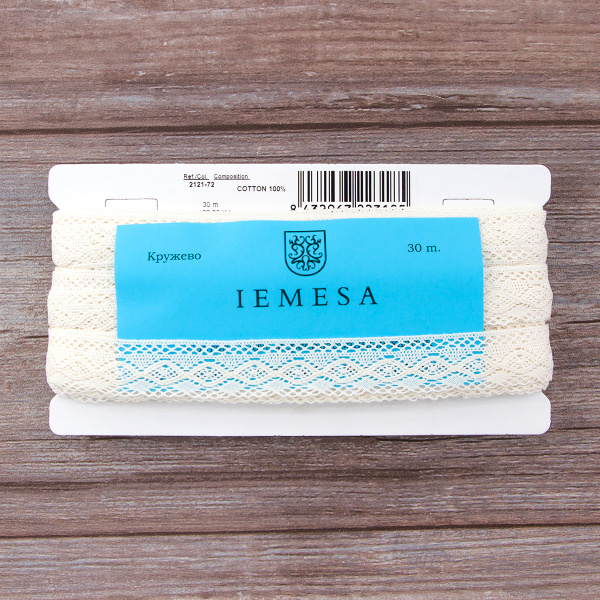 Ref./Col. Composition
2121-72 COTTON 100%
30 m
Кружево 30 m.
IEMESA